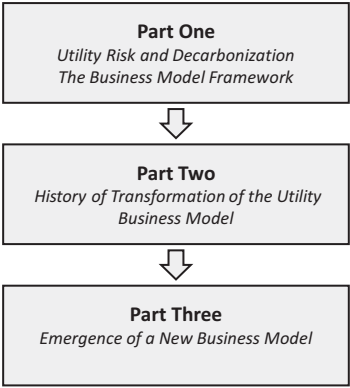 Part One
Utility Risk and Decarbonization
The Business Model Framework
Part Two
History of Transformation of the Utility
Business Model
Part Three
Emergence of a New Business Model